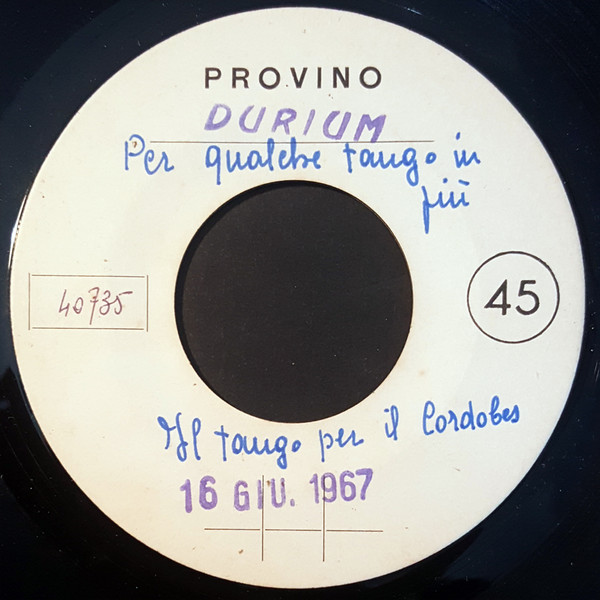 PROVINO
DURIUM
Per qualche tango in
più
40735
45
Il tango per il Cordobes
16 GIU. 1967